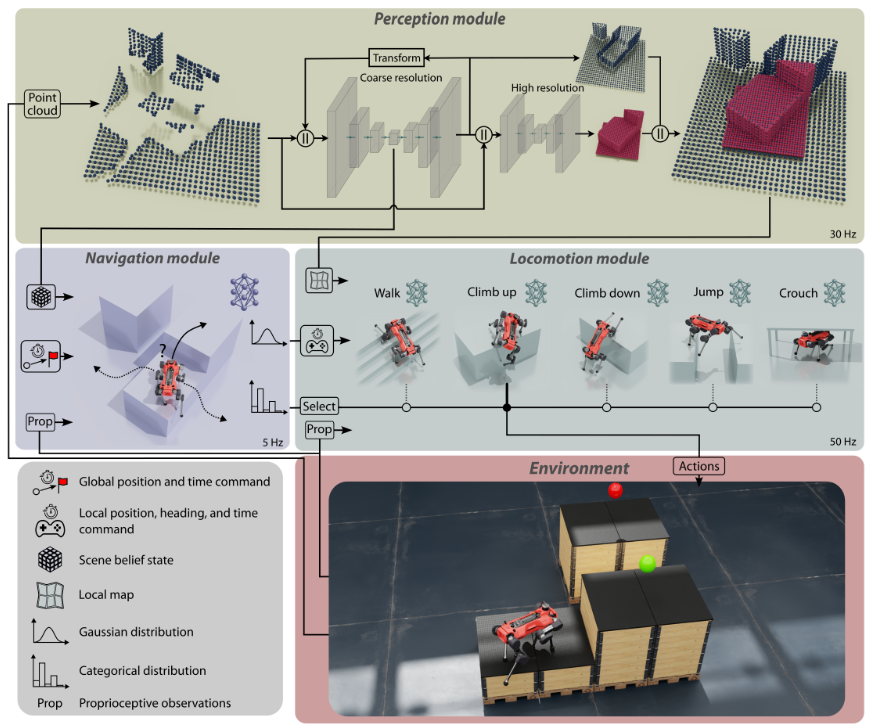 Perception module
Transform
Coarse resolution
Point
cloud
High resolution
30 Hz
Navigation module
?
Prop
5 Hz
Locomotion module
Walk
Climb up
Climb down
Jump
Crouch
Select
Prop
50 Hz
Actions
Environment
Global position and time command
Local position, heading, and time
command
Scene belief state
Local map
Gaussian distribution
Categorical distribution
Prop
Proprioceptive observations